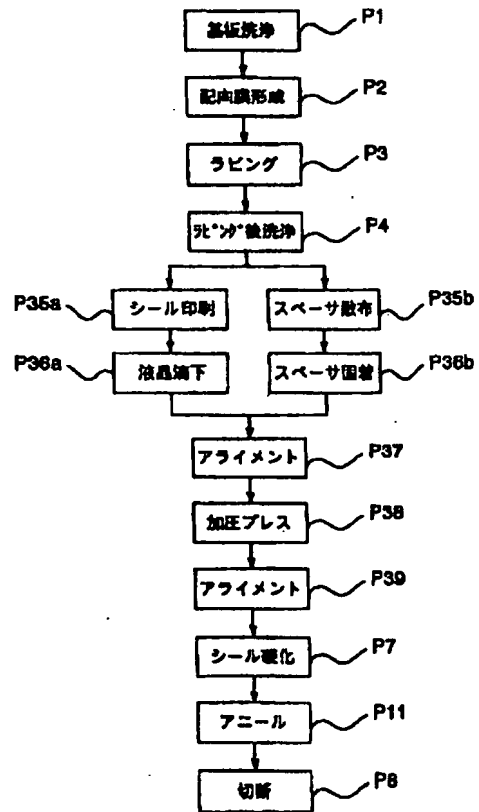 基板洗浄 P1
配向膜形成 P2
ラビング P3
ラビング後洗浄 P4
P35a シール印刷 スペーサ散布 P35b
P36a 液晶滴下 スペーサ固着 P36b
アライメント P37
加圧プレス P38
アライメント P39
シール硬化 P7
アニール P11
切断 P8